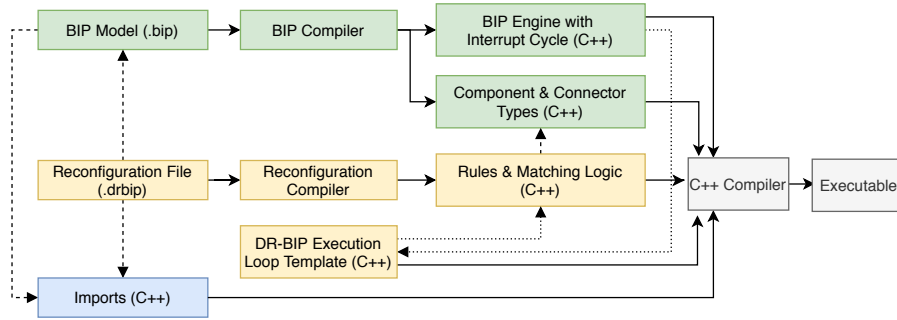 BIP Model (.bip)
BIP Compiler
BIP Engine with
Interrupt Cycle (C++)
Component & Connector
Types (C++)
Reconfiguration File
(.drbip)
Reconfiguration
Compiler
Rules & Matching Logic
(C++)
C++ Compiler
Executable
DR-BIP Execution
Loop Template (C++)
Imports (C++)